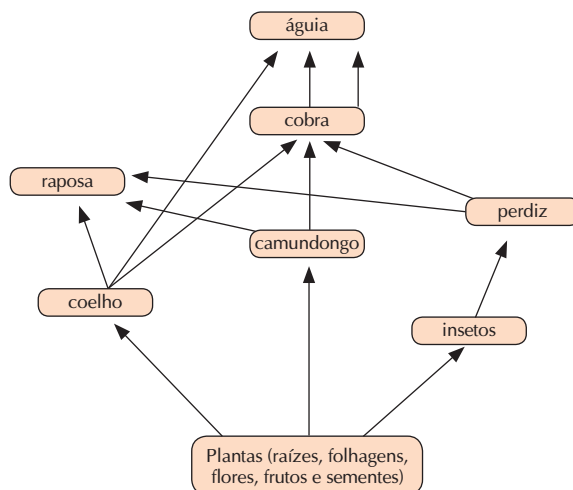 águia
cobra
raposa
perdiz
camundongo
coelho
insetos
Plantas (raízes, folhagens,
flores, frutos e sementes)